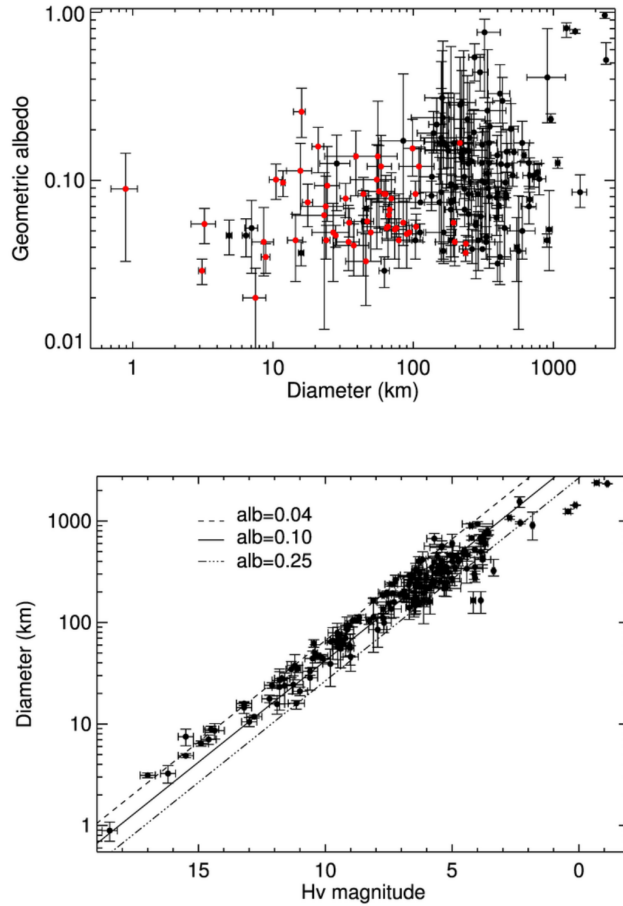 1.00
0.10
0.01
Geometric albedo
1 10 100 1000
Diameter (km)
alb=0.04
alb=0.10
alb=0.25
1000
100
10
1
Diameter (km)
15 10 5 0
Hv magnitude